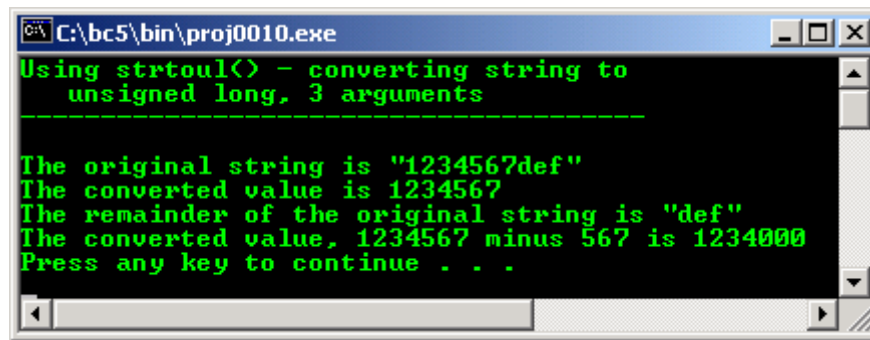 C:\bc5\bin\proj0010.exe
Using strtoul() - converting string to
   unsigned long, 3 arguments
---------------------------------------

The original string is "1234567def"
The converted value is 1234567
The remainder of the original string is "def"
The converted value, 1234567 minus 567 is 1234000
Press any key to continue . . .